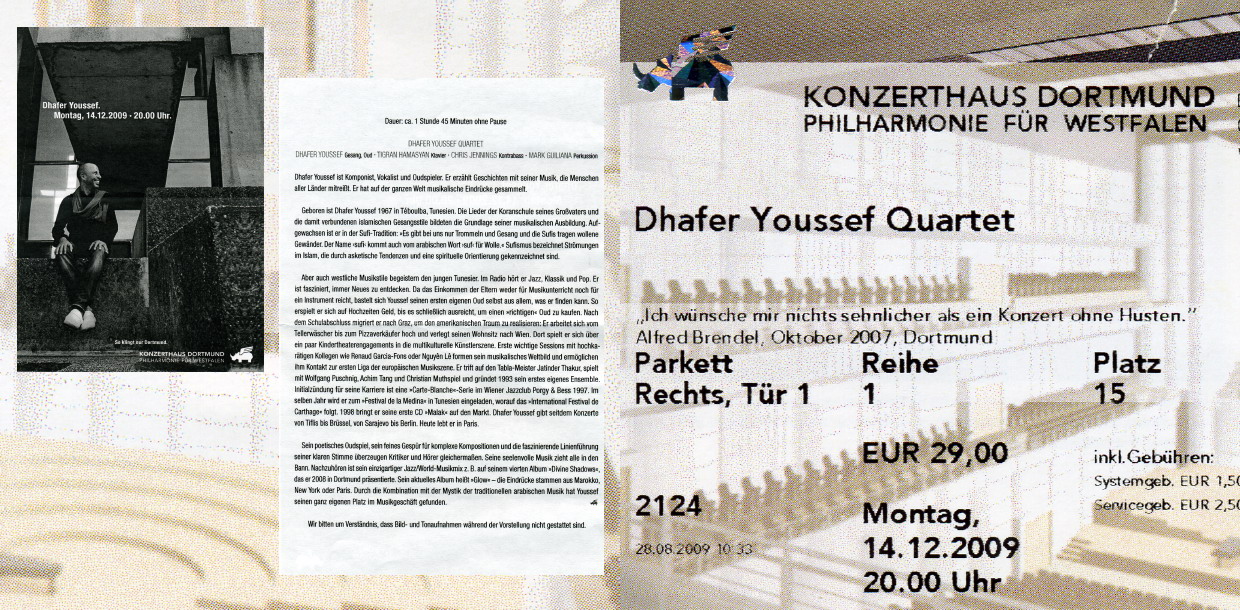 Dhafer Youssef.
Montag, 14.12.2009 · 20.00 Uhr.
So klingt nur Dortmund.
KONZERTHAUS DORTMUND
PHILHARMONIE FÜR WESTFALEN
Dauer: ca. 1 Stunde 45 Minuten ohne Pause
DHAFER YOUSSEF QUARTET
DHAFER YOUSSEF Gesang, Oud · TIGRAN HAMASYAN Klavier · CHRIS JENNINGS Kontrabass · MARK GUILIANA Perkussion
Dhafer Youssef ist Komponist, Vokalist und Oudspieler. Er erzählt Geschichten mit seiner Musik, die Menschen
aller Länder mitreißt. Er hat auf der ganzen Welt musikalische Eindrücke gesammelt.
Geboren ist Dhafer Youssef 1967 in Téboulba, Tunesien. Die Lieder der Koranschule seines Großvaters und
die damit verbundenen islamischen Gesangsstile bildeten die Grundlage seiner musikalischen Ausbildung. Auf-
gewachsen ist er in der Sufi-Tradition: »Es gibt bei uns nur Trommeln und Gesang und die Sufis tragen wollene
Gewänder. Der Name ›sufi‹ kommt auch vom arabischen Wort ›suf‹ für Wolle.« Sufismus bezeichnet Strömungen
im Islam, die durch asketische Tendenzen und eine spirituelle Orientierung gekennzeichnet sind.
Aber auch westliche Musikstile begeistern den jungen Tunesier. Im Radio hört er Jazz, Klassik und Pop. Er
ist fasziniert, immer Neues zu entdecken. Da das Einkommen der Eltern weder für Musikunterricht noch für
ein Instrument reicht, bastelt sich Youssef seinen ersten eigenen Oud selbst aus allem, was er finden kann. So
erspielt er sich auf Hochzeiten Geld, bis es schließlich ausreicht, um einen »richtigen« Oud zu kaufen. Nach
dem Schulabschluss migriert er nach Graz, um den amerikanischen Traum zu realisieren: Er arbeitet sich vom
Tellerwäscher bis zum Pizzaverkäufer hoch und verlegt seinen Wohnsitz nach Wien. Dort spielt er sich über
ein paar Kindertheaterengagements in die multikulturelle Künstlerszene. Erste wichtige Sessions mit hochka-
rätigen Kollegen wie Renaud Garcia-Fons oder Nguyên Lê formen sein musikalisches Weltbild und ermöglichen
ihm Kontakt zur ersten Liga der Jazzmusikszene. Er trifft auf den Tabla-Meister Jatinder Thakur, spielt
mit Wolfgang Puschnig, Achim Tang und Christian Muthspiel und gründet 1993 sein erstes eigenes Ensemble.
Initialzündung für seine Karriere ist eine »Carte-Blanche«-Serie im Wiener Jazzclub Porgy & Bess 1997. Im
selben Jahr wird er zum »Festival de la Medina« in Tunesien eingeladen, worauf das »International Festival de
Carthage« folgt. 1998 bringt er seine erste CD »Malak« auf den Markt. Dhafer Youssef gibt seitdem Konzerte
von Tiflis bis Brüssel, von Sarajevo bis Berlin. Heute lebt er in Paris.
Sein poetisches Oudspiel, sein feines Gespür für komplexe Kompositionen und die faszinierende Linienführung
seiner klaren Stimme überzeugen Kritiker und Hörer gleichermaßen. Seine seelenvolle Musik zieht alle in den
Bann. Nachzuhören ist sein einzigartiger Jazz/World-Musikmix z. B. auf seinem vierten Album »Divine Shadows«,
das er 2006 in Dortmund präsentierte. Sein aktuelles Album heißt »Glow« – die Eindrücke stammen aus Marokko,
New York oder Paris. Durch die Kombination mit der Mystik der traditionellen arabischen Musik hat Youssef
seinen ganz eigenen Platz im Musikgeschäft gefunden.
Wir bitten um Verständnis, dass Bild- und Tonaufnahmen während der Vorstellung nicht gestattet sind.
KONZERTHAUS DORTMUND
PHILHARMONIE FÜR WESTFALEN
Dhafer Youssef Quartet
„Ich wünsche mir nichts sehnlicher als ein Konzert ohne Husten.”
Alfred Brendel, Oktober 2007, Dortmund
Parkett Reihe Platz
Rechts, Tür 1 1 15
EUR 29,00
inkl. Gebühren:
Systemgeb. EUR 1,50
Servicegeb. EUR 2,50
2124
Montag,
28.08.2009 10:33
14.12.2009
20.00 Uhr